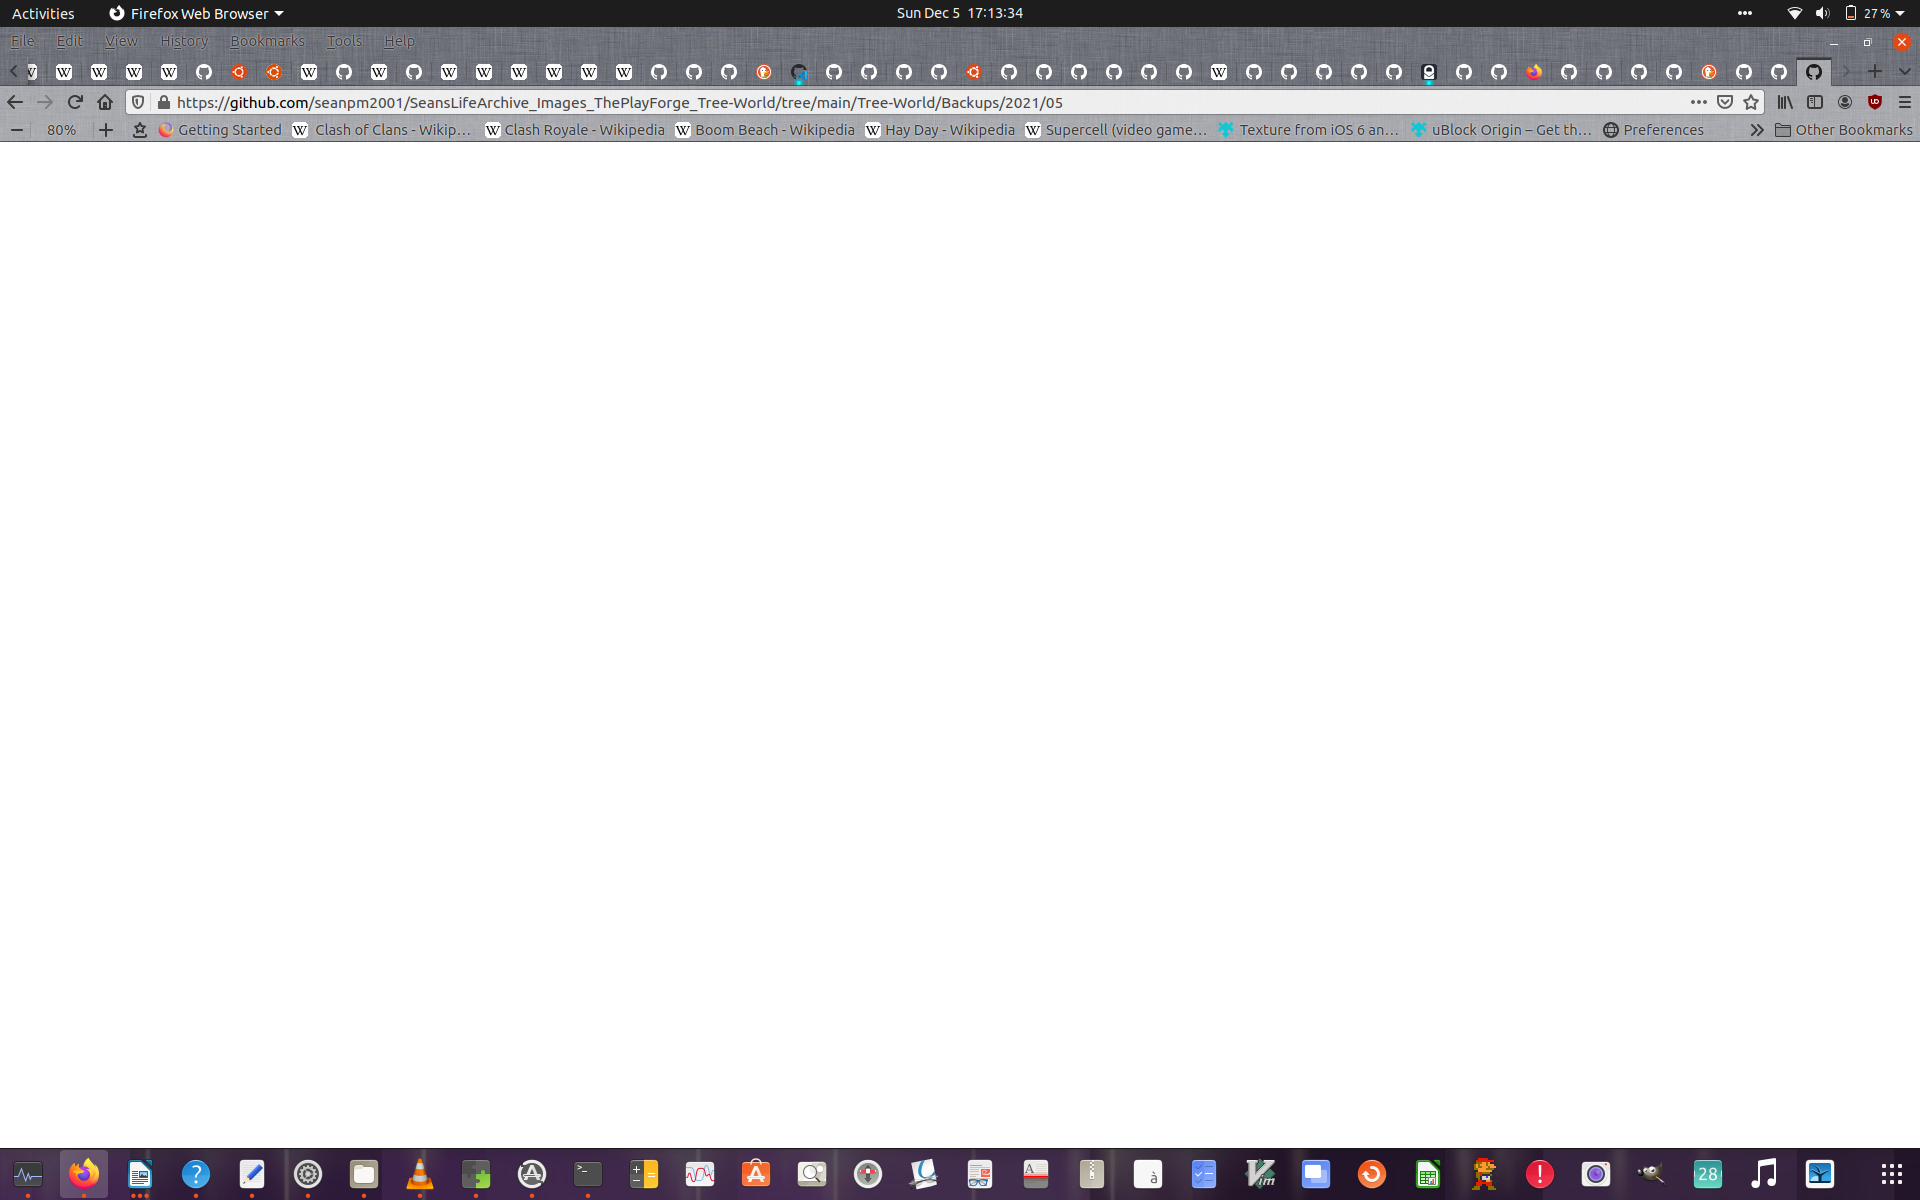 Activities Firefox Web Browser Sun Dec 5 17:13:34 27 %
File Edit View History Bookmarks Tools Help
https://github.com/seanpm2001/SeansLifeArchive_Images_ThePlayForge_Tree-World/tree/main/Tree-World/Backups/2021/05
80% Getting Started Clash of Clans - Wikip… Clash Royale - Wikipedia Boom Beach - Wikipedia Hay Day - Wikipedia Supercell (video game… Texture from iOS 6 an… uBlock Origin – Get th… Preferences Other Bookmarks
28